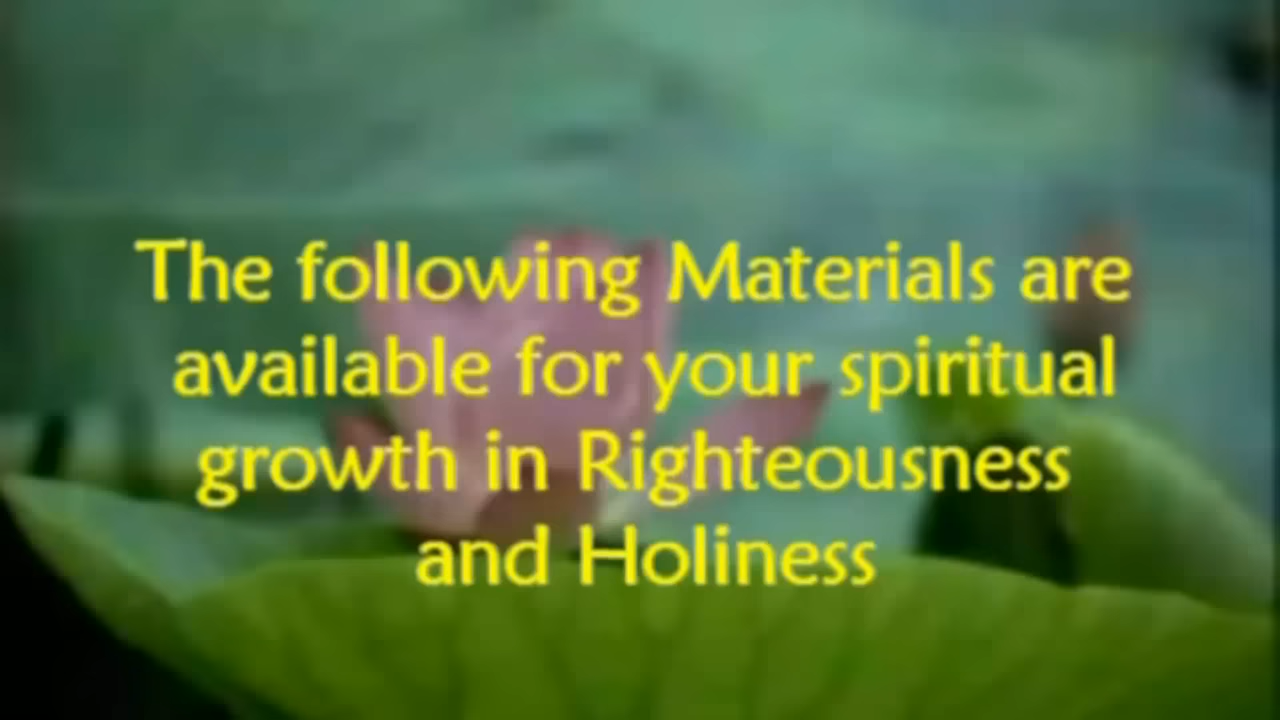 The following Materials are
available for your spiritual
growth in Righteousness
and Holiness